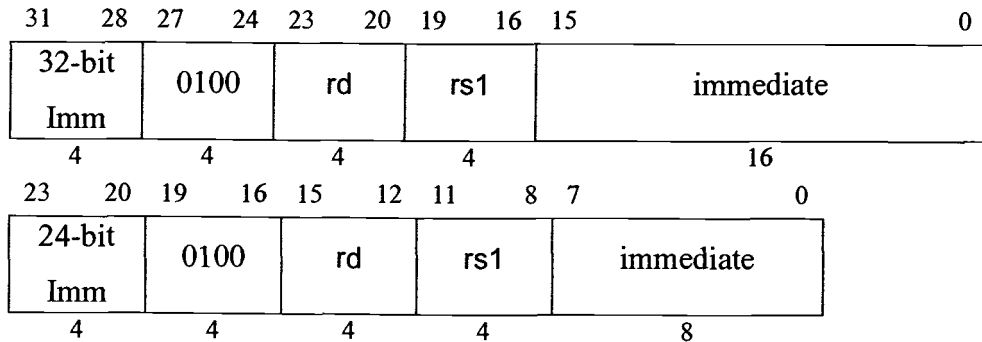 31 28 27 24 23 20 19 16 15 0
32-bit Imm 0100 rd rs1 immediate
4 4 4 4 16
23 20 19 16 15 12 11 8 7 0
24-bit Imm 0100 rd rs1 immediate
4 4 4 4 8